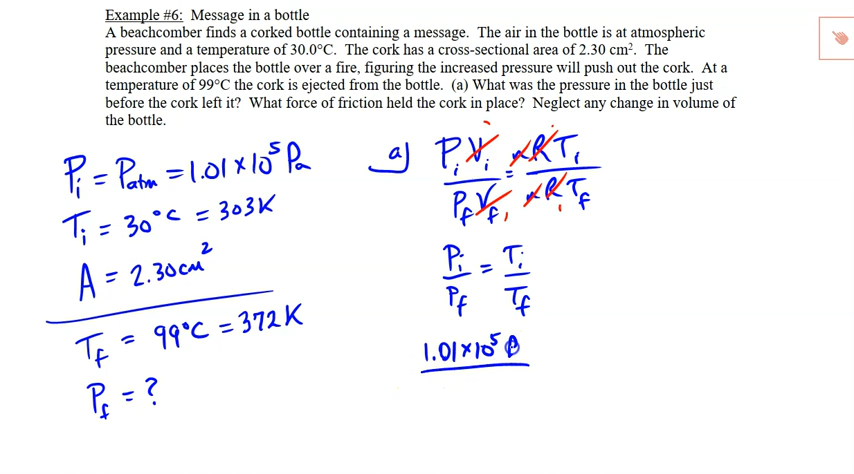 Example #6: Message in a bottle
A beachcomber finds a corked bottle containing a message. The air in the bottle is at atmospheric
pressure and a temperature of 30.0°C. The cork has a cross-sectional area of 2.30 cm². The
beachcomber places the bottle over a fire, figuring the increased pressure will push out the cork. At a
temperature of 99°C the cork is ejected from the bottle. (a) What was the pressure in the bottle just
before the cork left it? What force of friction held the cork in place? Neglect any change in volume of
the bottle.
Pi = Patm = 1.01 × 10⁵ Pa
Ti = 30°C = 303K
A = 2.30 cm²
Tf = 99°C = 372K
Pf = ?
a) PiVi / PfVf = nRTi / nRTf
Pi / Pf = Ti / Tf
1.01 × 10⁵ P